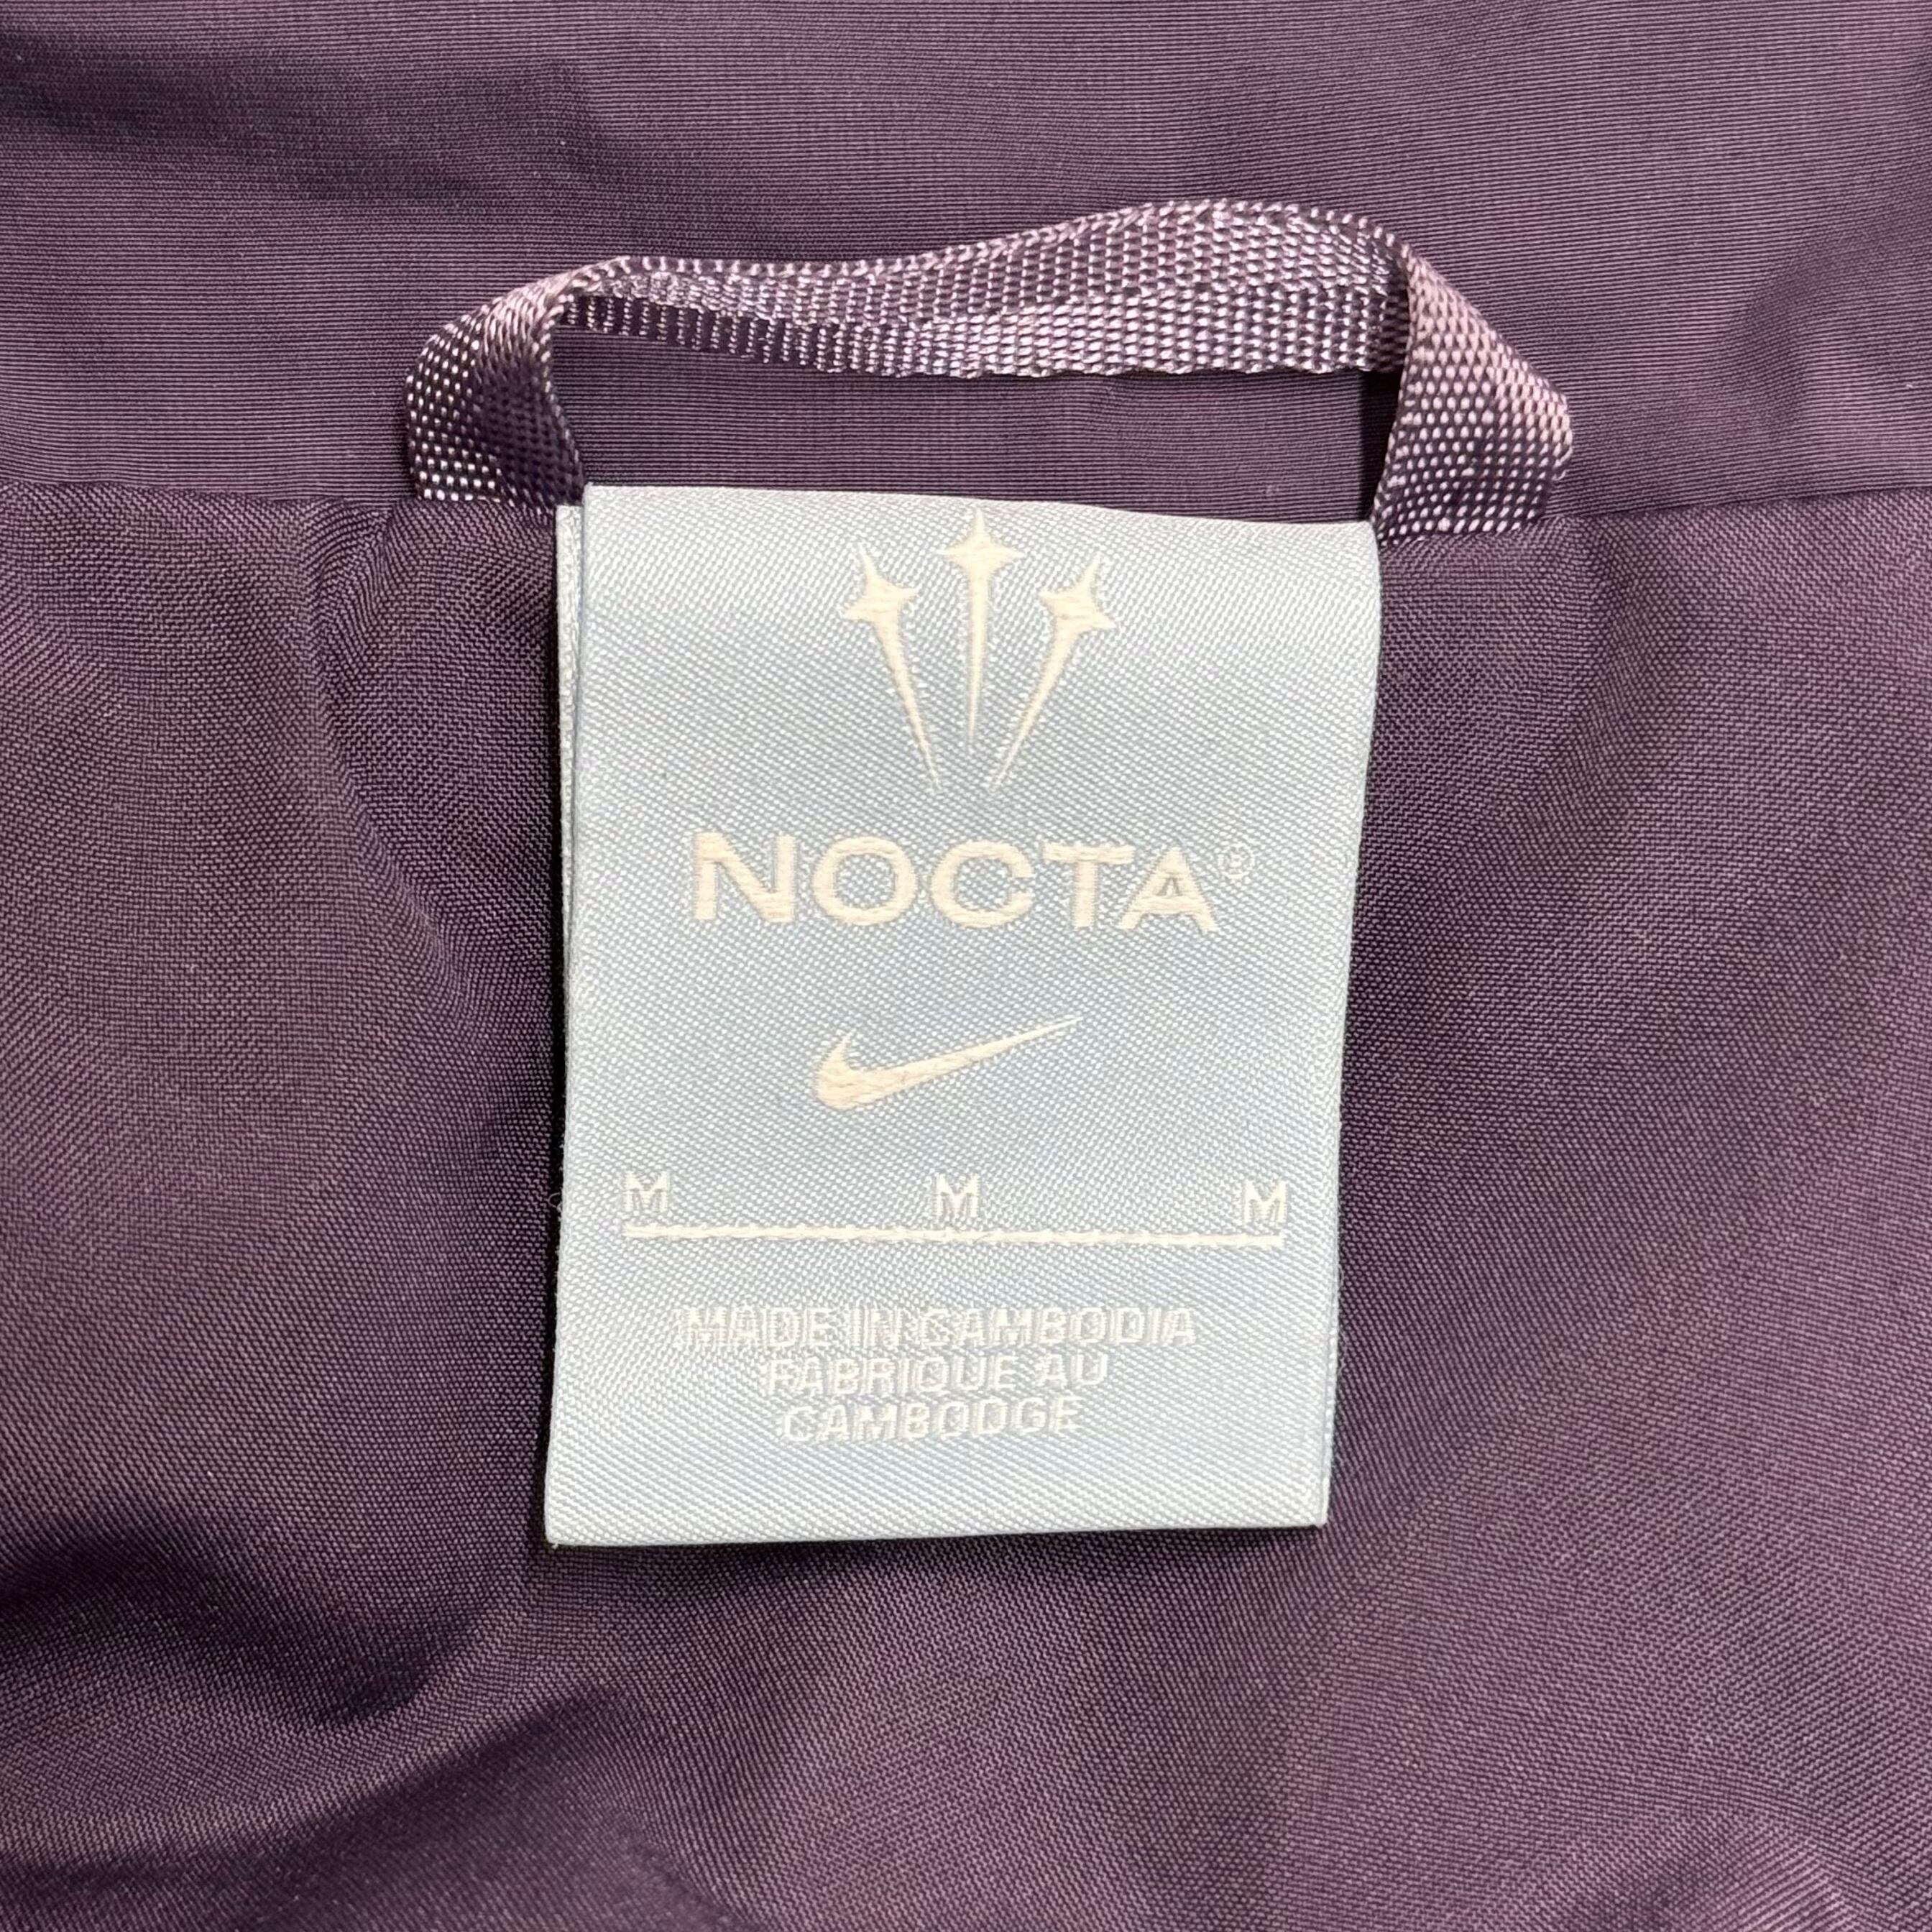 NOCTA®
M M M
MADE IN CAMBODIA
FABRIQUE AU
CAMBODGE